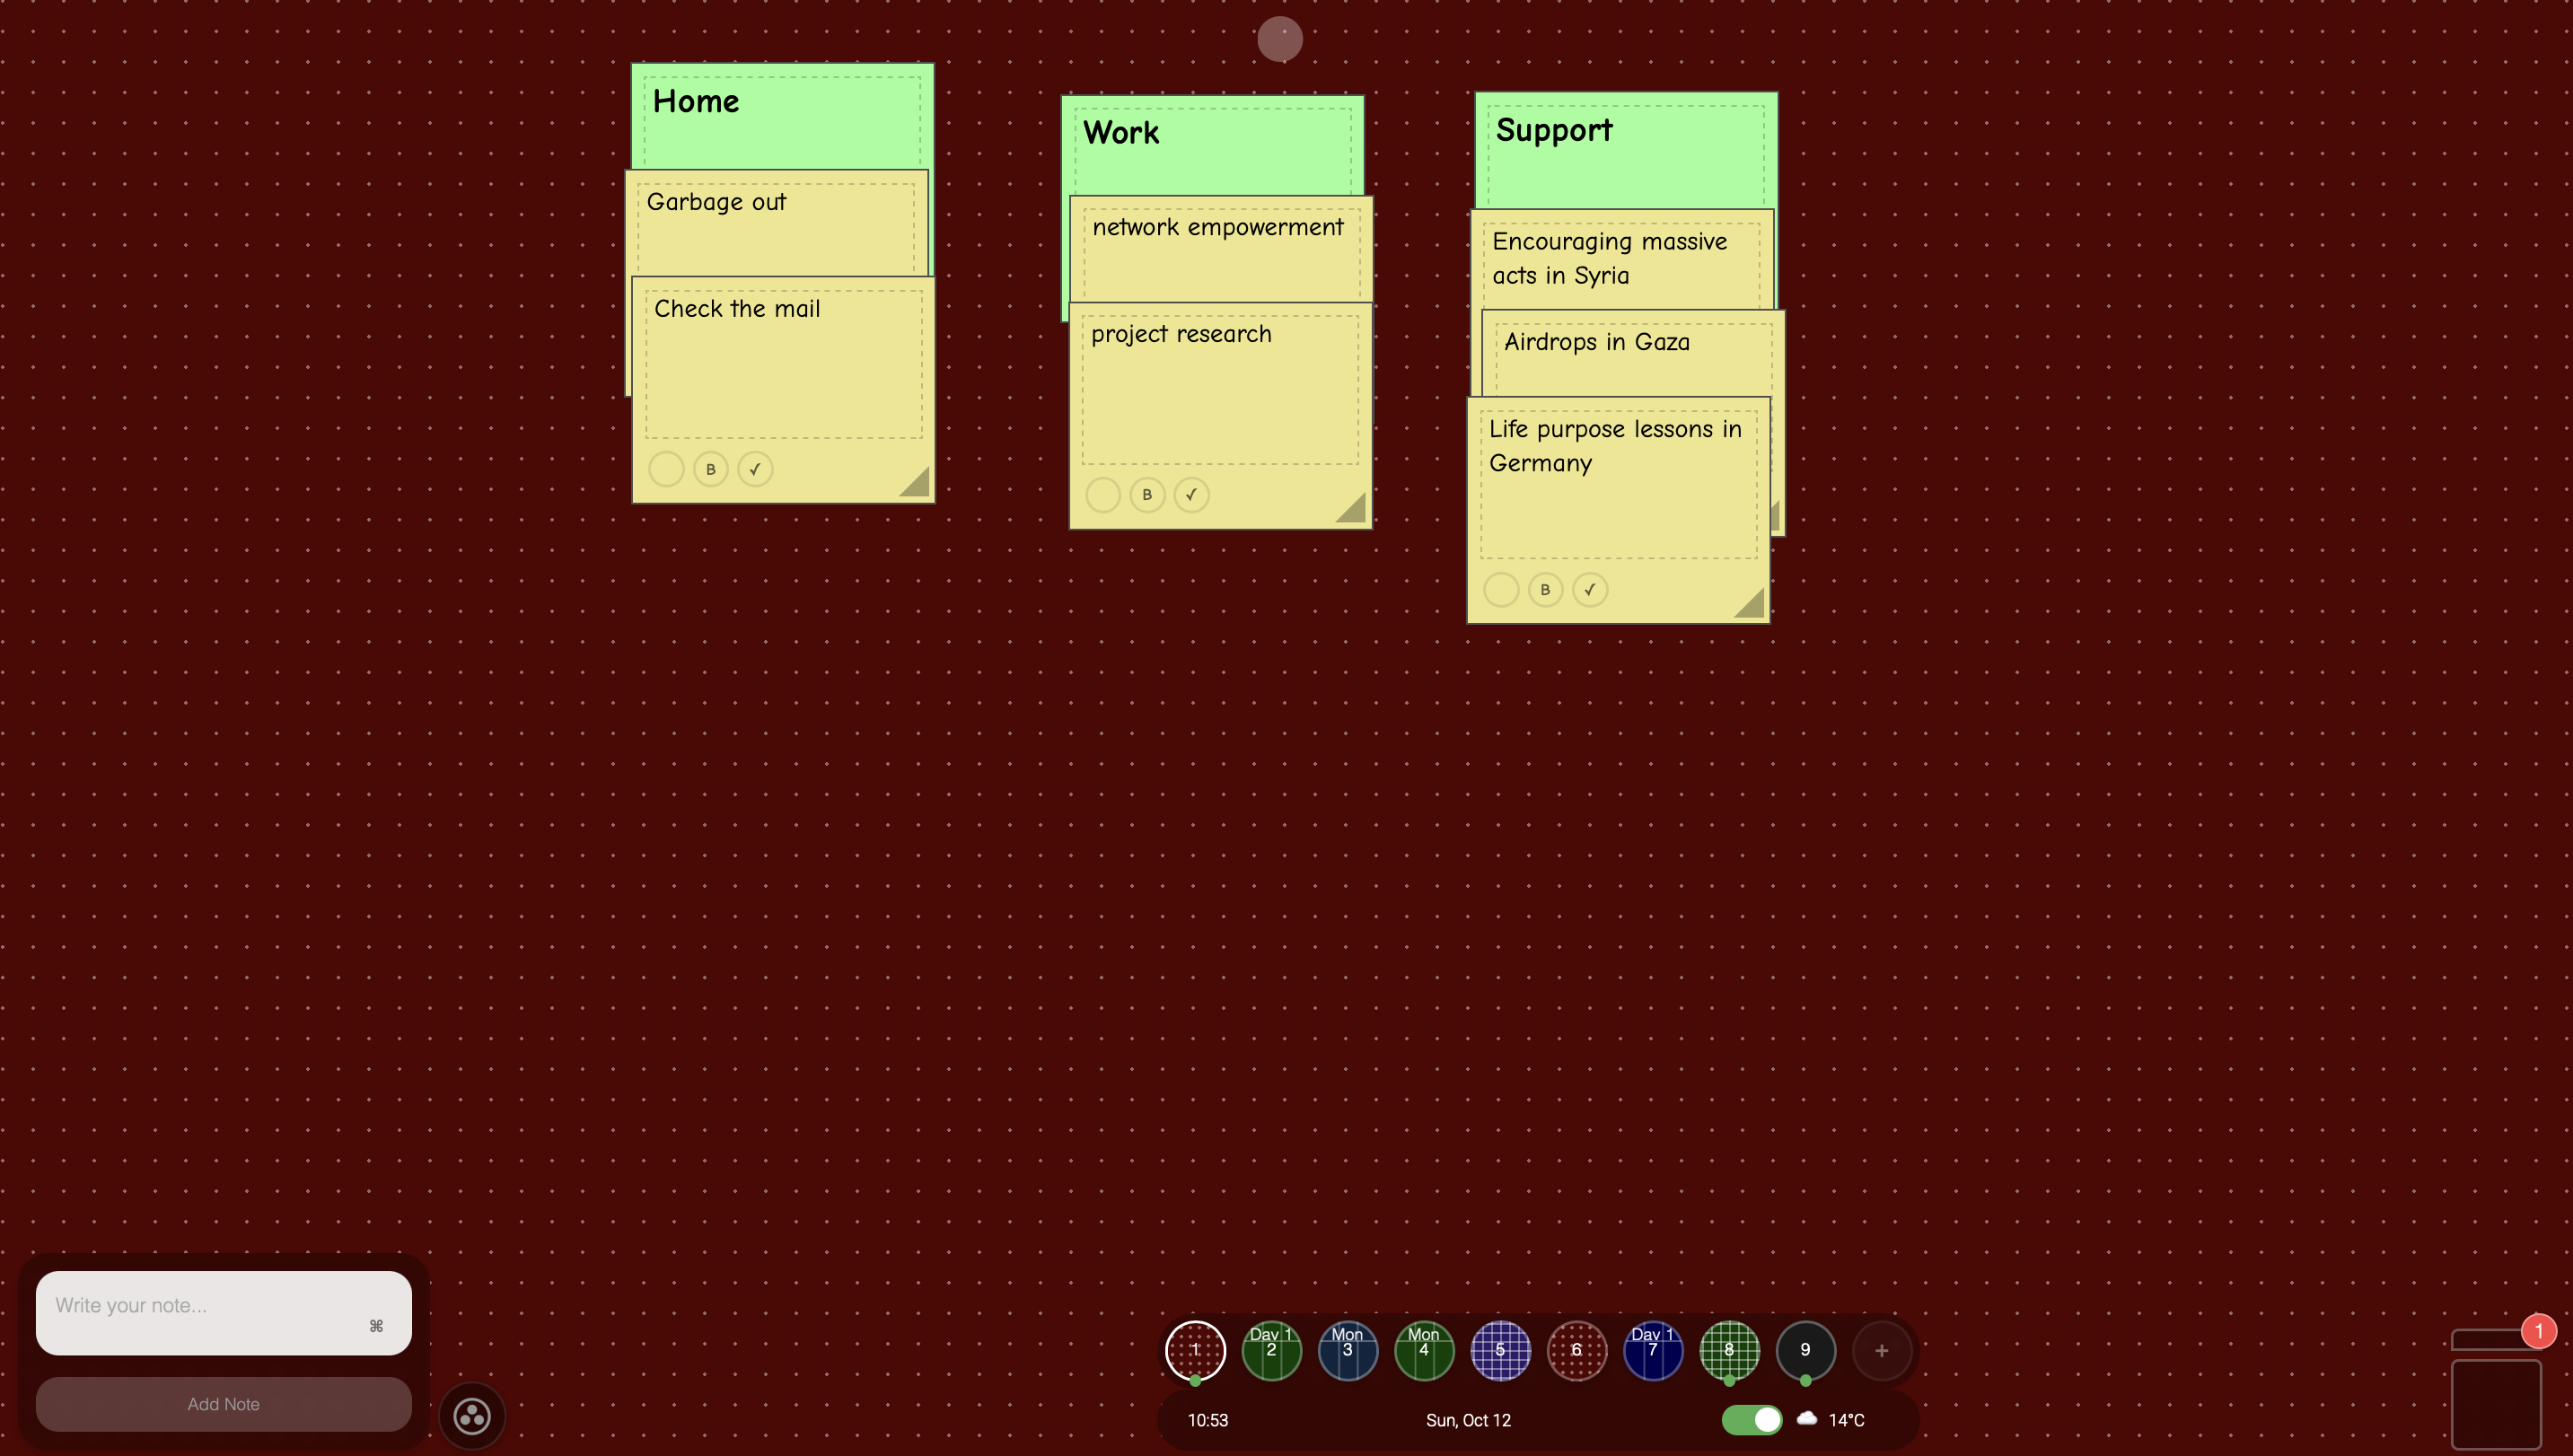 Home
Garbage out
Check the mail
B ✓
Work
network empowerment
project research
B ✓
Support
Encouraging massive
acts in Syria
Airdrops in Gaza
Life purpose lessons in
Germany
B ✓
Write your note...
⌘
Add Note
1
Day 1
2
Mon
3
Mon
4
5
6
Day 1
7
8
9
+
10:53
Sun, Oct 12
14°C
1